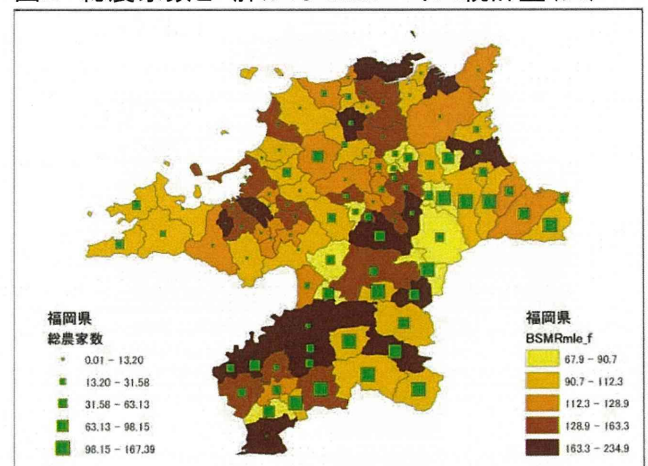 福岡県
総農家数
0.01 - 13.20
13.20 - 31.58
31.58 - 63.13
63.13 - 98.15
98.15 - 167.39
福岡県
BSMRmle_f
67.9 - 90.7
90.7 - 112.3
112.3 - 128.9
128.9 - 163.3
163.3 - 234.9